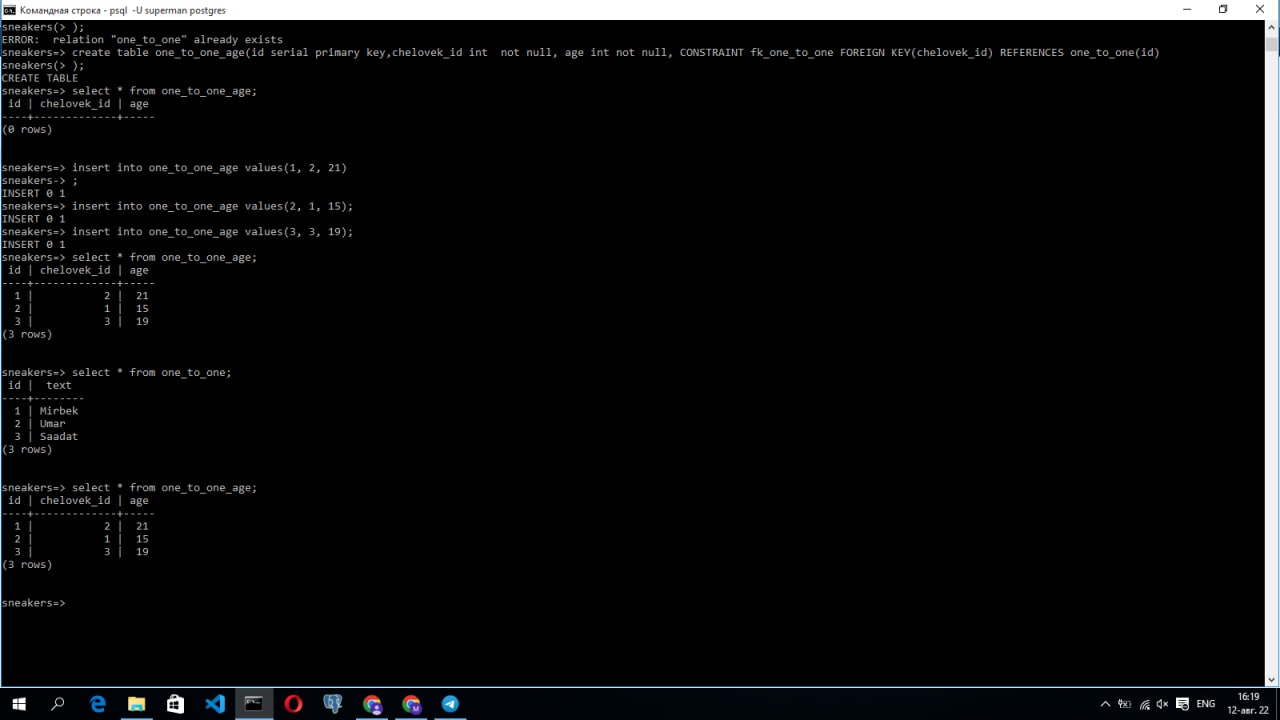 Командная строка - psql -U superman postgres
sneakers(> );
ERROR:  relation "one_to_one" already exists
sneakers=> create table one_to_one_age(id serial primary key,chelovek_id int  not null, age int not null, CONSTRAINT fk_one_to_one FOREIGN KEY(chelovek_id) REFERENCES one_to_one(id)
sneakers(> );
CREATE TABLE
sneakers=> select * from one_to_one_age;
 id | chelovek_id | age
----+-------------+-----
(0 rows)
sneakers=> insert into one_to_one_age values(1, 2, 21)
sneakers-> ;
INSERT 0 1
sneakers=> insert into one_to_one_age values(2, 1, 15);
INSERT 0 1
sneakers=> insert into one_to_one_age values(3, 3, 19);
INSERT 0 1
sneakers=> select * from one_to_one_age;
 id | chelovek_id | age
----+-------------+-----
  1 |           2 |  21
  2 |           1 |  15
  3 |           3 |  19
(3 rows)
sneakers=> select * from one_to_one;
 id |  text
----+--------
  1 | Mirbek
  2 | Umar
  3 | Saadat
(3 rows)
sneakers=> select * from one_to_one_age;
 id | chelovek_id | age
----+-------------+-----
  1 |           2 |  21
  2 |           1 |  15
  3 |           3 |  19
(3 rows)
sneakers=>
ENG
16:19
12-авг. 22